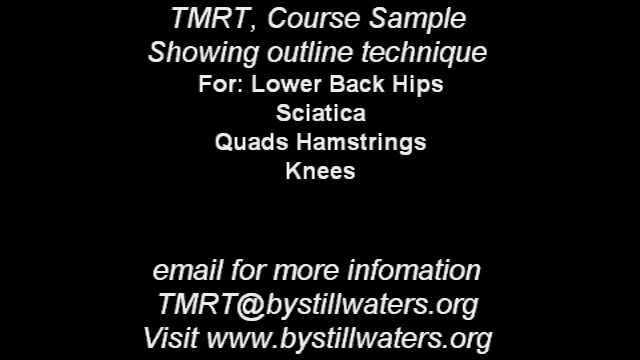 TMRT, Course Sample
Showing outline technique
For: Lower Back Hips
Sciatica
Quads Hamstrings
Knees
email for more infomation
TMRT@bystillwaters.org
Visit www.bystillwaters.org